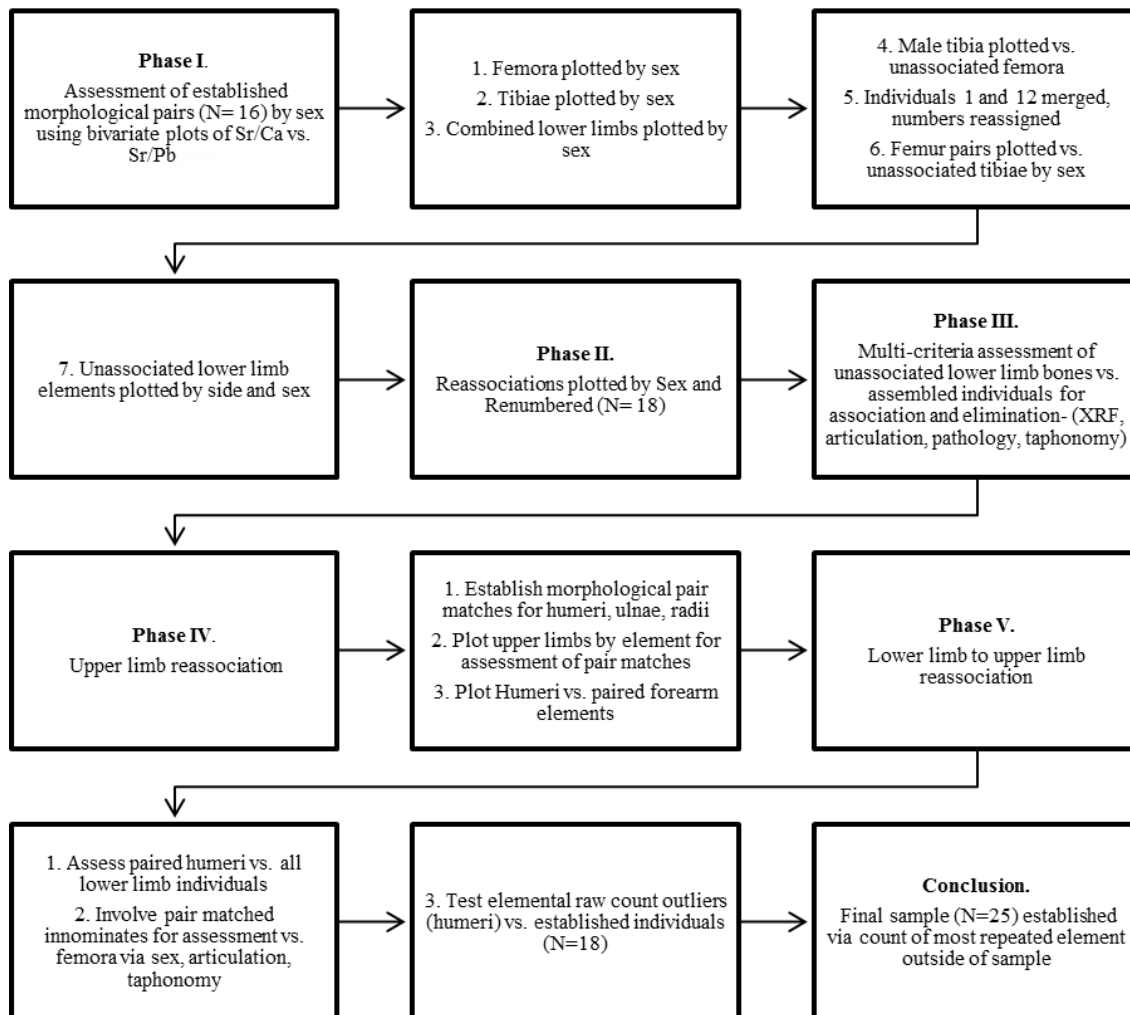 Phase I.
Assessment of established
morphological pairs (N= 16) by sex
using bivariate plots of Sr/Ca vs.
Sr/Pb
1. Femora plotted by sex
2. Tibiae plotted by sex
3. Combined lower limbs plotted by
sex
4. Male tibia plotted vs.
unassociated femora
5. Individuals 1 and 12 merged,
numbers reassigned
6. Femur pairs plotted vs.
unassociated tibiae by sex
7. Unassociated lower limb
elements plotted by side and sex
Phase II.
Reassociations plotted by Sex and
Renumbered (N= 18)
Phase III.
Multi-criteria assessment of
unassociated lower limb bones vs.
assembled individuals for
association and elimination- (XRF,
articulation, pathology, taphonomy)
Phase IV.
Upper limb reassociation
1. Establish morphological pair
matches for humeri, ulnae, radii
2. Plot upper limbs by element for
assessment of pair matches
3. Plot Humeri vs. paired forearm
elements
Phase V.
Lower limb to upper limb
reassociation
1. Assess paired humeri vs. all
lower limb individuals
2. Involve pair matched
innominates for assessment vs.
femora via sex, articulation,
taphonomy
3. Test elemental raw count outliers
(humeri) vs. established individuals
(N=18)
Conclusion.
Final sample (N=25) established
via count of most repeated element
outside of sample